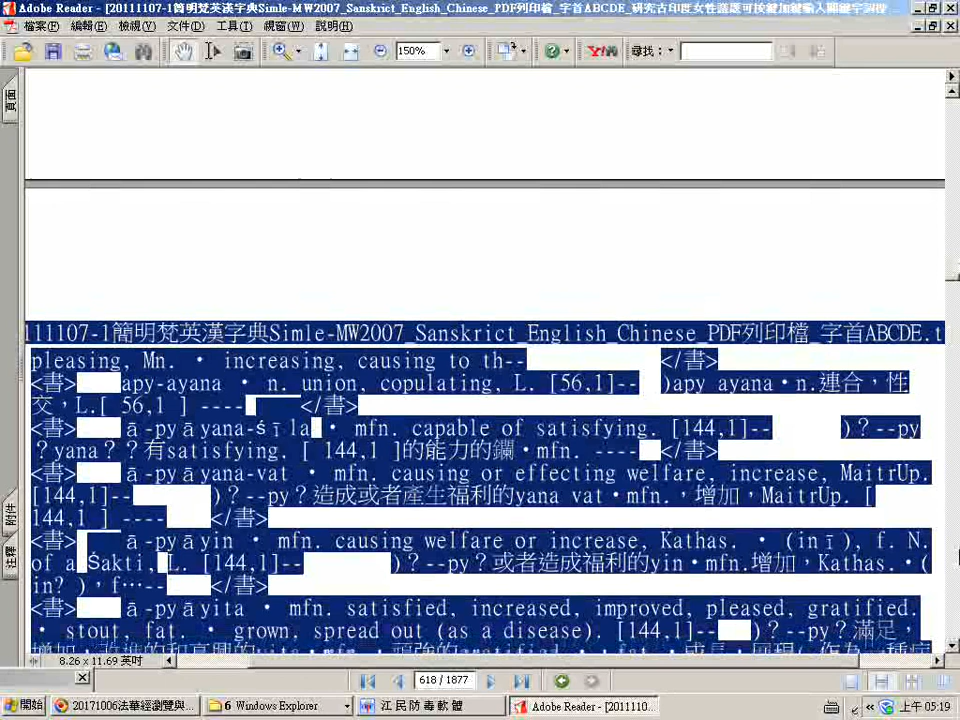 Adobe Reader - [20111107-1簡明梵英漢字典Simle-MW2007_Sanskrict_English_Chinese_PDF列印檔_字首ABCDE_研究古印度女性議題可按鍵加鍵輸入關鍵字詞搜
檔案(F) 編輯(E) 檢視(V) 文件(D) 工具(T) 視窗(W) 說明(H)
150% Y! 尋找：
頁面
111107-1簡明梵英漢字典Simle-MW2007_Sanskrict_English_Chinese_PDF列印檔_字首ABCDE.t
pleasing, Mn. • increasing, causing to th-- </書>
<書> apy-ayana • n. union, copulating, L. [56,1]-- )apy ayana•n.連合，性
交，L.[ 56,1 ] ---- </書>
<書> ā-pyāyana-śīla • mfn. capable of satisfying. [144,1]-- )？--py
？yana？？有satisfying. [ 144,1 ]的能力的鑭•mfn. ---- </書>
<書> ā-pyāyana-vat • mfn. causing or effecting welfare, increase, MaitrUp.
[144,1]-- )？--py？造成或者產生福利的yana vat•mfn.，增加，MaitrUp. [
144,1 ] ---- </書>
<書> ā-pyāyin • mfn. causing welfare or increase, Kathas. • (inī), f. N.
of a Śakti, L. [144,1]-- )？--py？或者造成福利的yin•mfn.增加，Kathas.•(
in? )，f…-- </書>
<書> ā-pyāyita • mfn. satisfied, increased, improved, pleased, gratified.
• stout, fat. • grown, spread out (as a disease). [144,1]-- )？--py？滿足，
附件
注釋
8.26 x 11.69 英吋
618 / 1877
開始 20171006法華經瀏覽與... 6 Windows Explorer 江民防毒軟體 Adobe Reader - [2011110... 上午 05:19